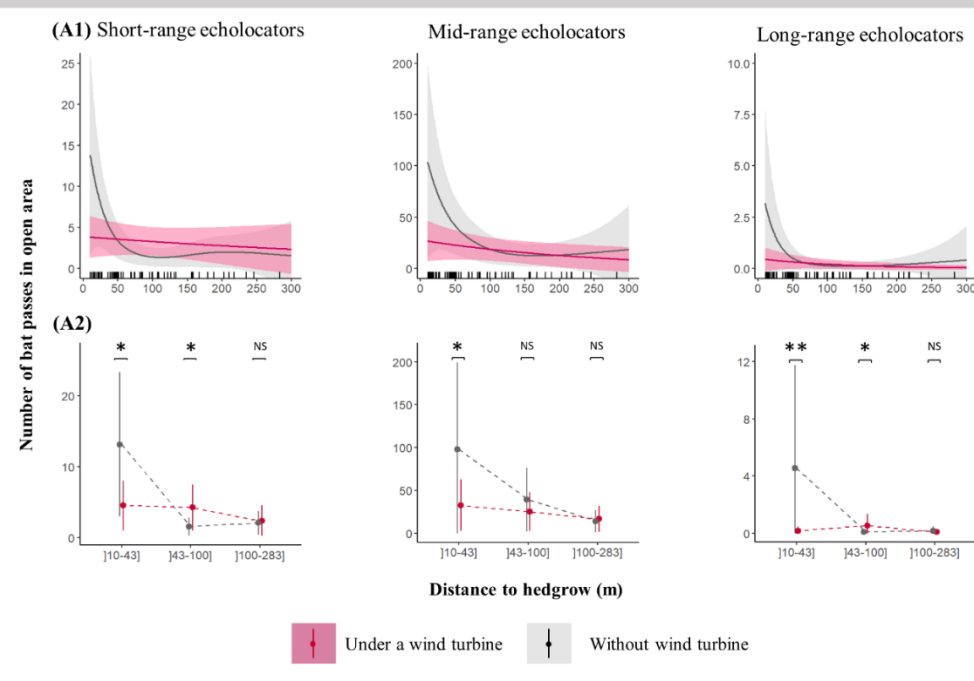 (A1) Short-range echolocators
Mid-range echolocators
Long-range echolocators
Number of bat passes in open area
25
20
15
10
5
0
0 50 100 150 200 250 300
200
150
100
50
0
0 50 100 150 200 250 300
10.0
7.5
5.0
2.5
0.0
0 50 100 150 200 250 300
(A2)
* * NS
20
10
0
]10-43] ]43-100] ]100-283]
* NS NS
200
150
100
50
0
]10-43] ]43-100] ]100-283]
** * NS
12
8
4
0
]10-43] ]43-100] ]100-283]
Distance to hedgrow (m)
Under a wind turbine
Without wind turbine